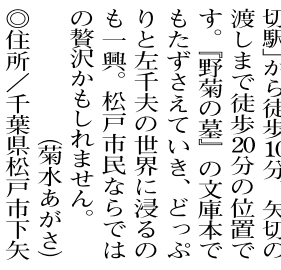 切駅」から徒歩10分　矢切の
渡しまで徒歩20分の位置で
す。『野菊の墓』の文庫本で
もたずさえていき、どっぷ
りと左千夫の世界に浸るの
も一興。松戸市民ならでは
の贅沢かもしれません。
（菊水あがさ）
◎住所／千葉県松戸市下矢